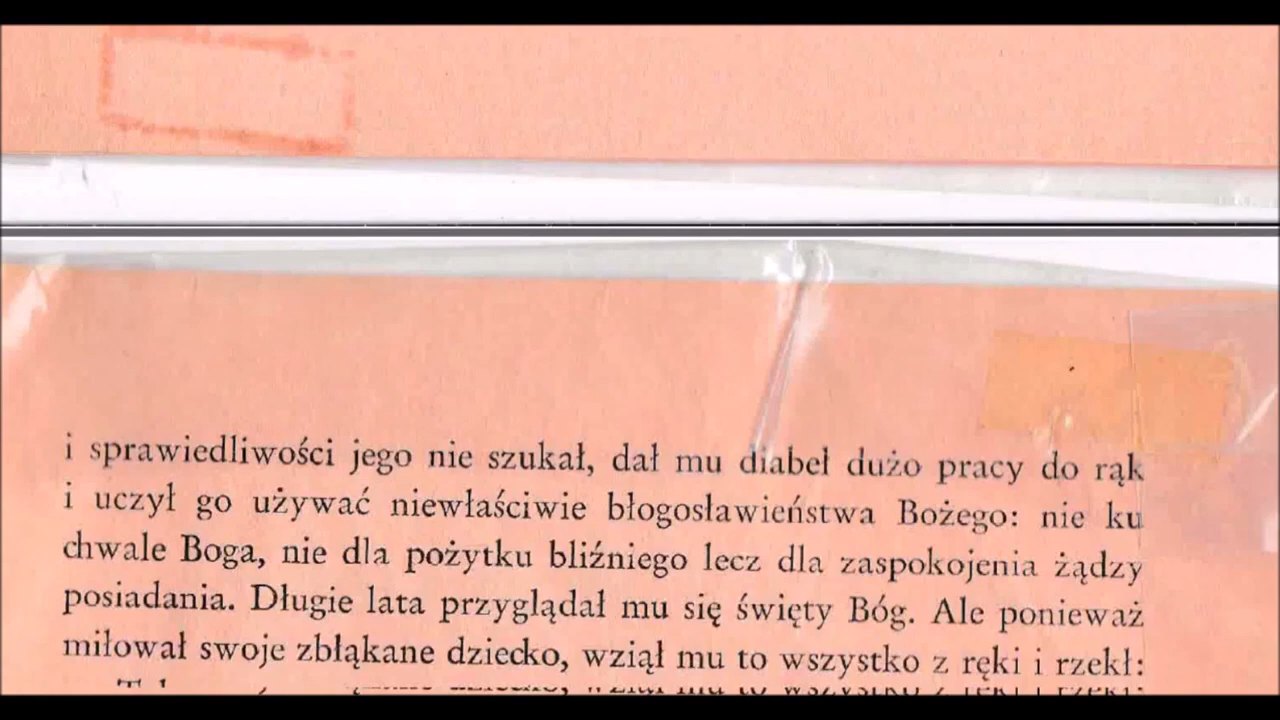 i sprawiedliwości jego nie szukał, dał mu diabeł dużo pracy do rąk
i uczył go używać niewłaściwie błogosławieństwa Bożego: nie ku
chwale Boga, nie dla pożytku bliźniego lecz dla zaspokojenia żądzy
posiadania. Długie lata przyglądał mu się święty Bóg. Ale ponieważ
miłował swoje zbłąkane dziecko, wziął mu to wszystko z ręki i rzekł: